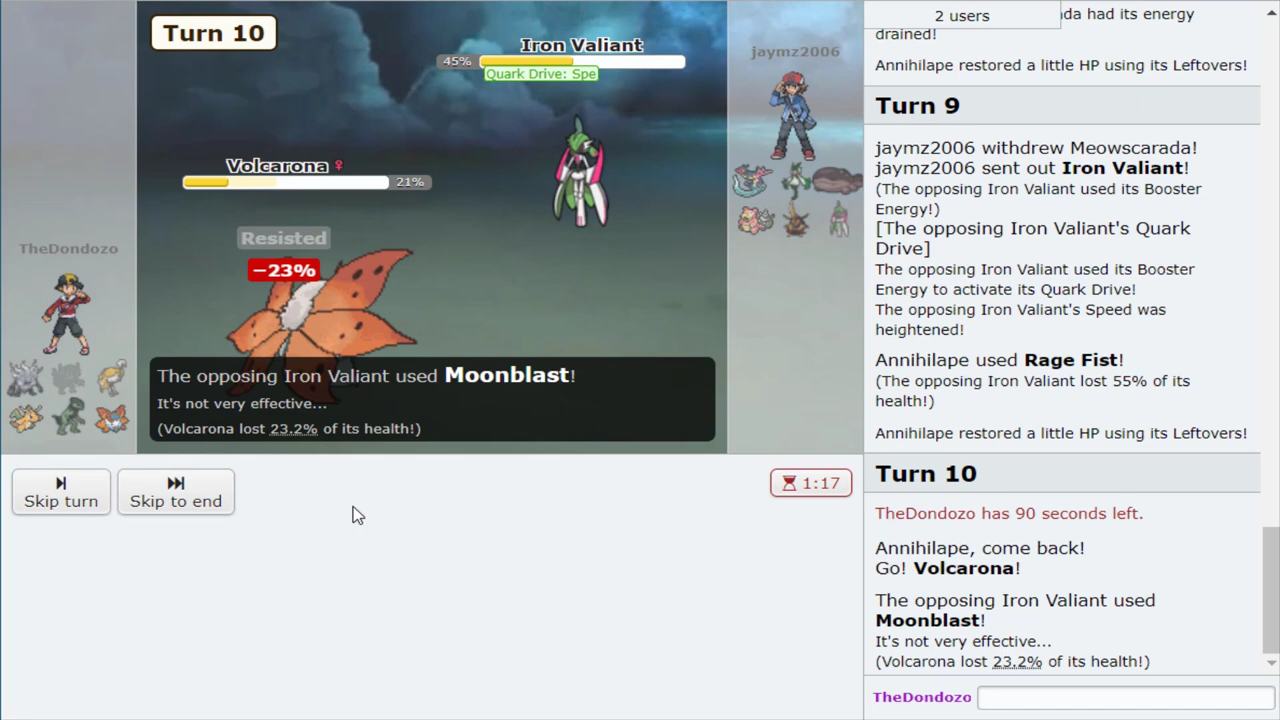 Turn 10
Iron Valiant
45%
Quark Drive: Spe
Volcarona
21%
Resisted
−23%
The opposing Iron Valiant used Moonblast!
It's not very effective...
(Volcarona lost 23.2% of its health!)
TheDondozo
jaymz2006
Skip turn
Skip to end
1:17
2 users
had its energy
drained!
Annihilape restored a little HP using its Leftovers!
Turn 9
jaymz2006 withdrew Meowscarada!
jaymz2006 sent out Iron Valiant!
(The opposing Iron Valiant used its Booster
Energy!)
[The opposing Iron Valiant's Quark
Drive]
The opposing Iron Valiant used its Booster
Energy to activate its Quark Drive!
The opposing Iron Valiant's Speed was
heightened!
Annihilape used Rage Fist!
(The opposing Iron Valiant lost 55% of its
health!)
Annihilape restored a little HP using its Leftovers!
Turn 10
TheDondozo has 90 seconds left.
Annihilape, come back!
Go! Volcarona!
The opposing Iron Valiant used
Moonblast!
It's not very effective...
(Volcarona lost 23.2% of its health!)
TheDondozo